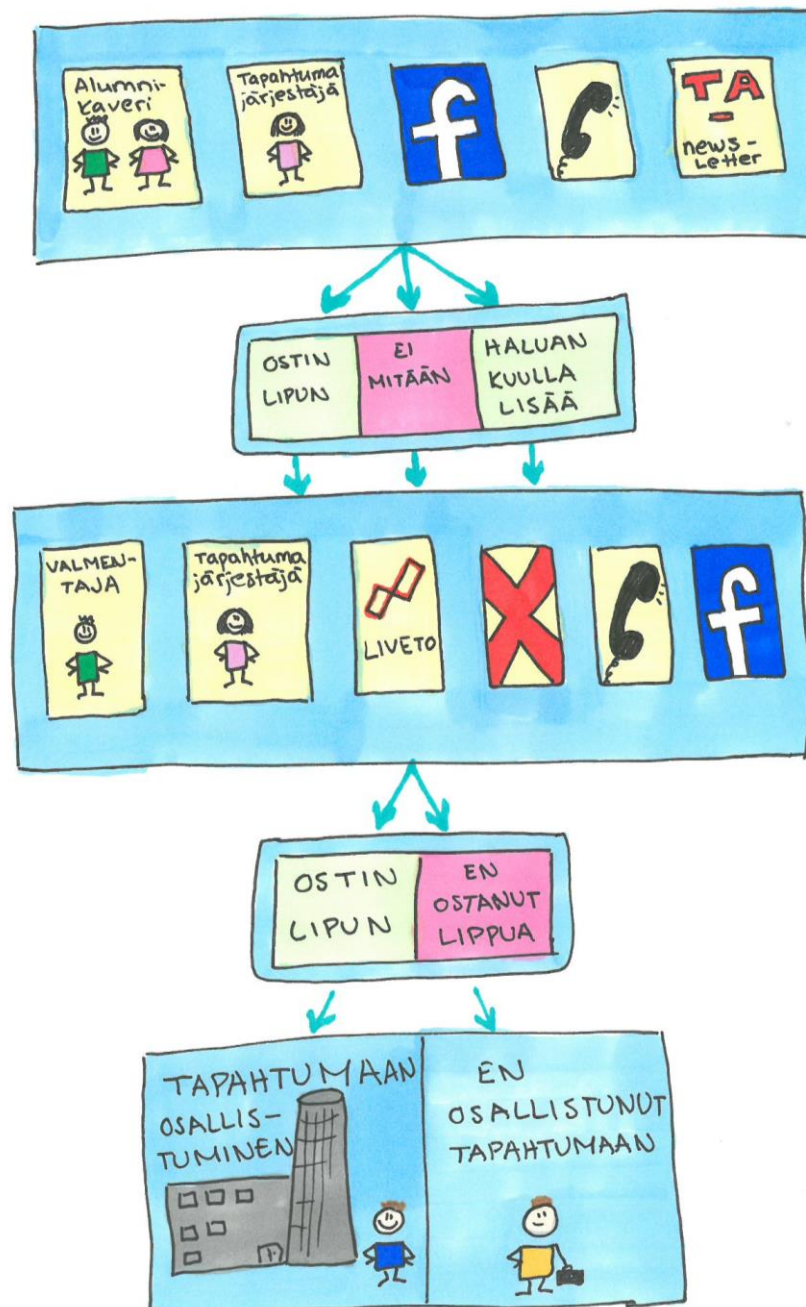 Alumni-
kaveri
Tapahtuma
järjestäjä
f
TA
-
news-
Letter
OSTIN
LIPUN
EI
MITÄÄN
HALUAN
KUULLA
LISÄÄ
VALMEN-
TAJA
Tapahtuma
järjestäjä
LIVETO
f
OSTIN
LIPUN
EN
OSTANUT
LIPPUA
TAPAHTUMAAN
OSALLIS-
TUMINEN
EN
OSALLISTUNUT
TAPAHTUMAAN